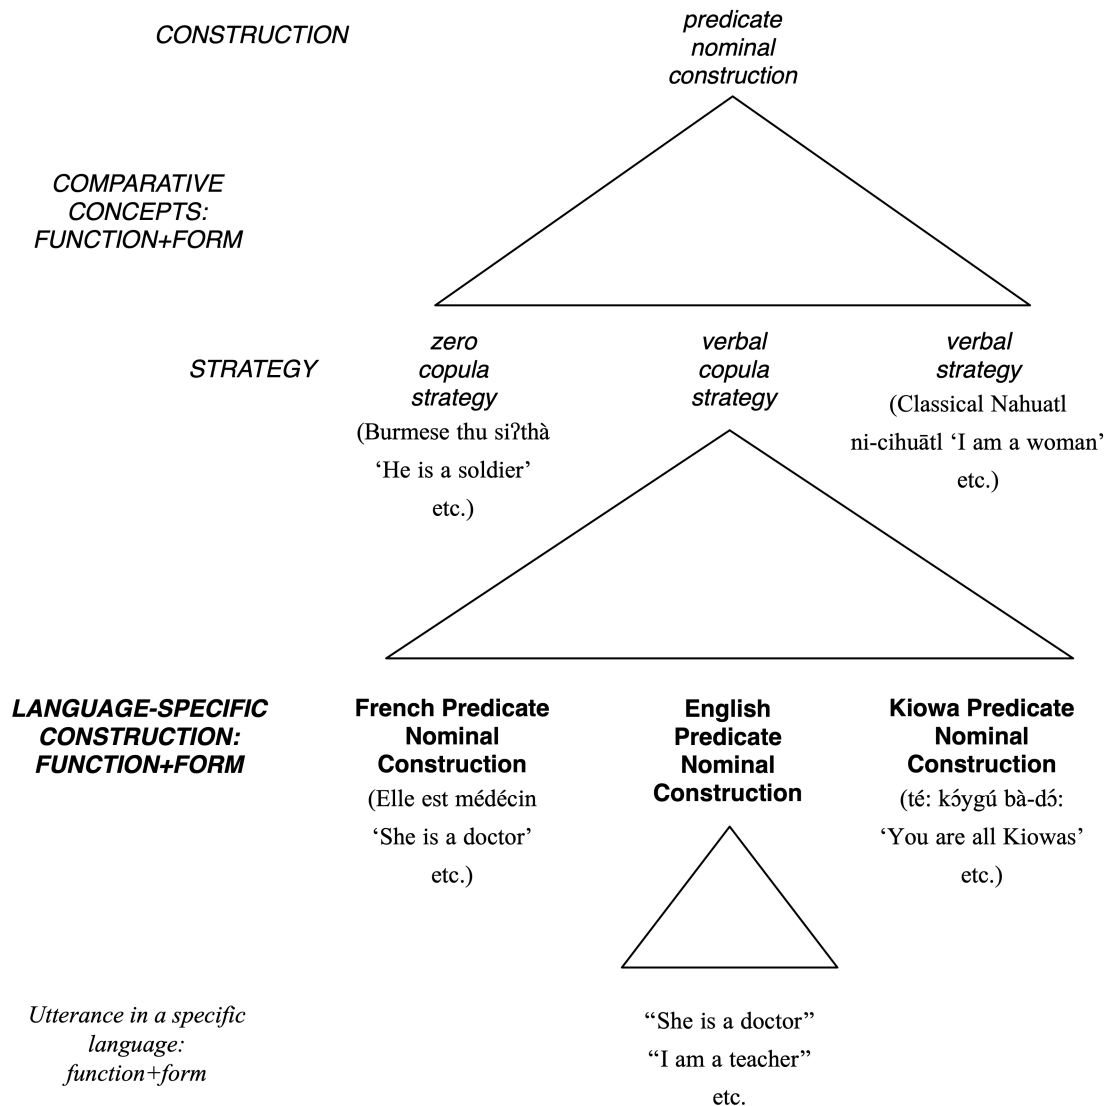 CONSTRUCTION
predicate
nominal
construction
COMPARATIVE
CONCEPTS:
FUNCTION+FORM
STRATEGY
zero
copula
strategy
(Burmese thu siʔthà
‘He is a soldier’
etc.)
verbal
copula
strategy
verbal
strategy
(Classical Nahuatl
ni-cihuātl ‘I am a woman’
etc.)
LANGUAGE-SPECIFIC
CONSTRUCTION:
FUNCTION+FORM
French Predicate
Nominal
Construction
(Elle est médécin
‘She is a doctor’
etc.)
English
Predicate
Nominal
Construction
Kiowa Predicate
Nominal
Construction
(té: kɔ́ygú bà-dɔ́:
‘You are all Kiowas’
etc.)
Utterance in a specific
language:
function+form
“She is a doctor”
“I am a teacher”
etc.